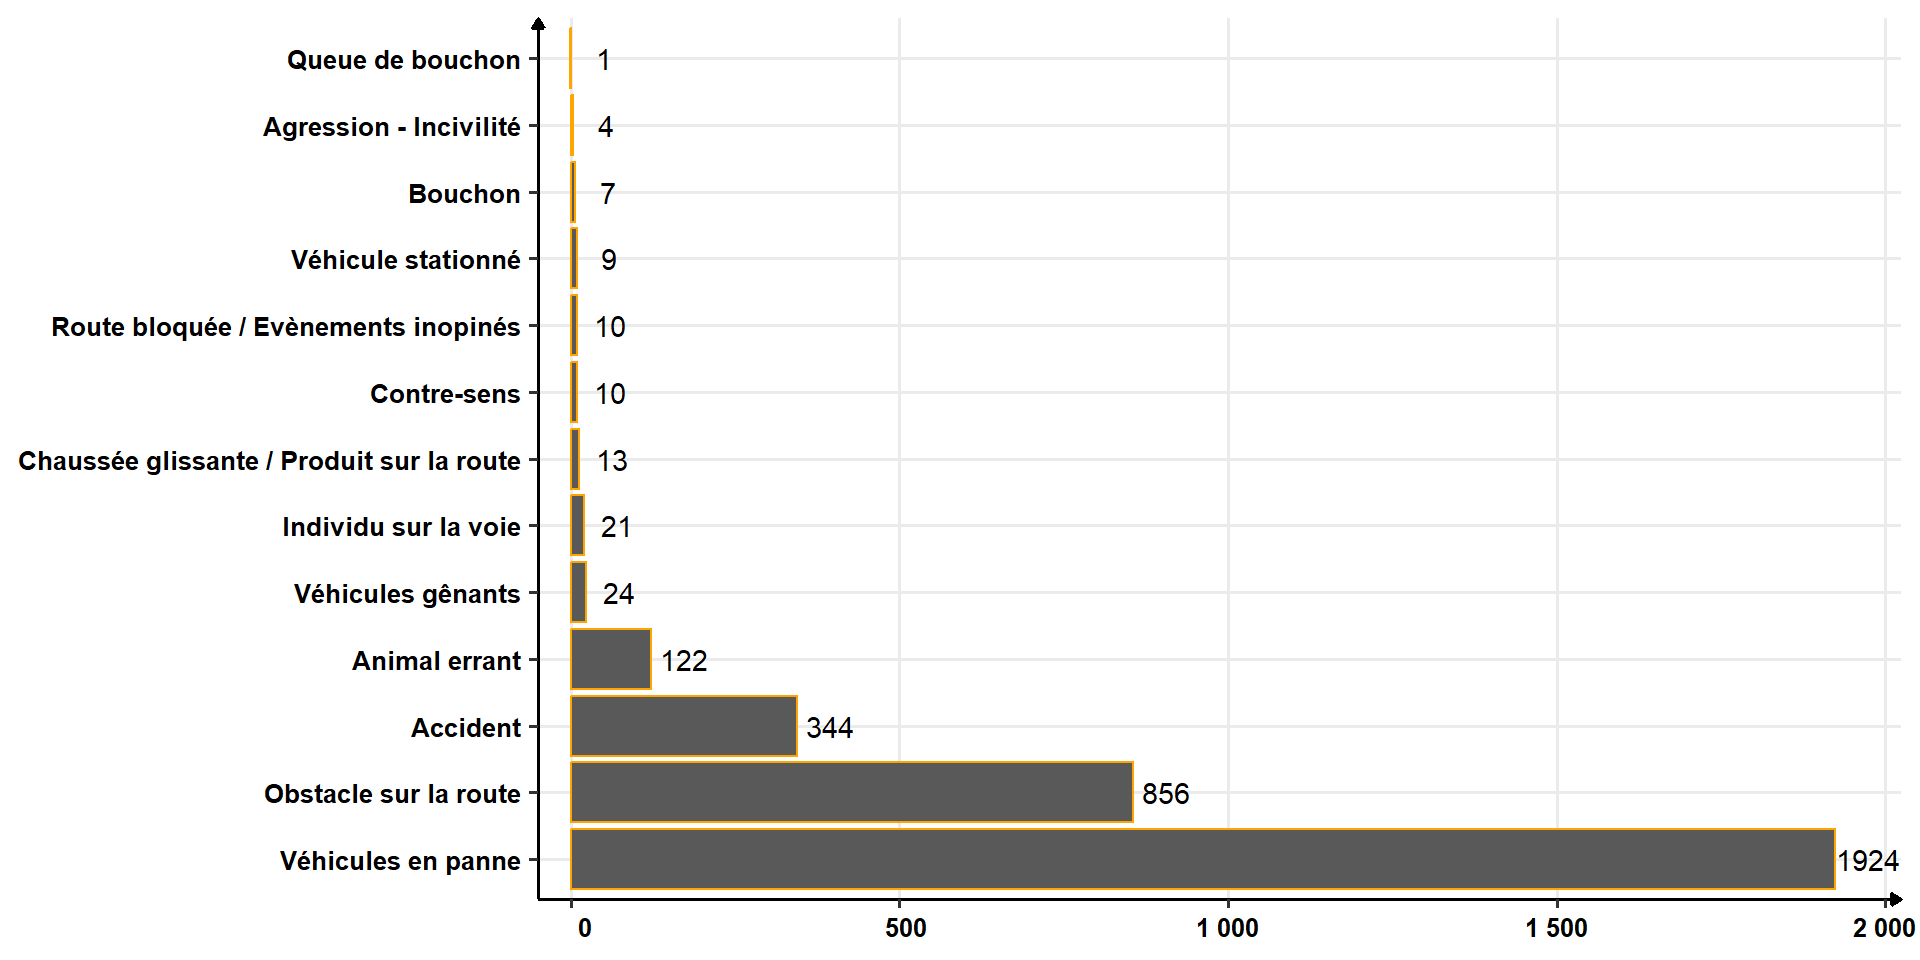 Queue de bouchon 1
Agression - Incivilité 4
Bouchon 7
Véhicule stationné 9
Route bloquée / Evènements inopinés 10
Contre-sens 10
Chaussée glissante / Produit sur la route 13
Individu sur la voie 21
Véhicules gênants 24
Animal errant 122
Accident 344
Obstacle sur la route 856
Véhicules en panne 1924
0 500 1 000 1 500 2 000